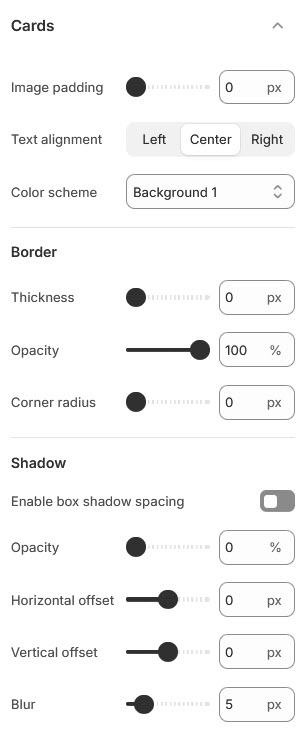 Cards
Image padding 0 px
Text alignment Left Center Right
Color scheme Background 1
Border
Thickness 0 px
Opacity 100 %
Corner radius 0 px
Shadow
Enable box shadow spacing
Opacity 0 %
Horizontal offset 0 px
Vertical offset 0 px
Blur 5 px